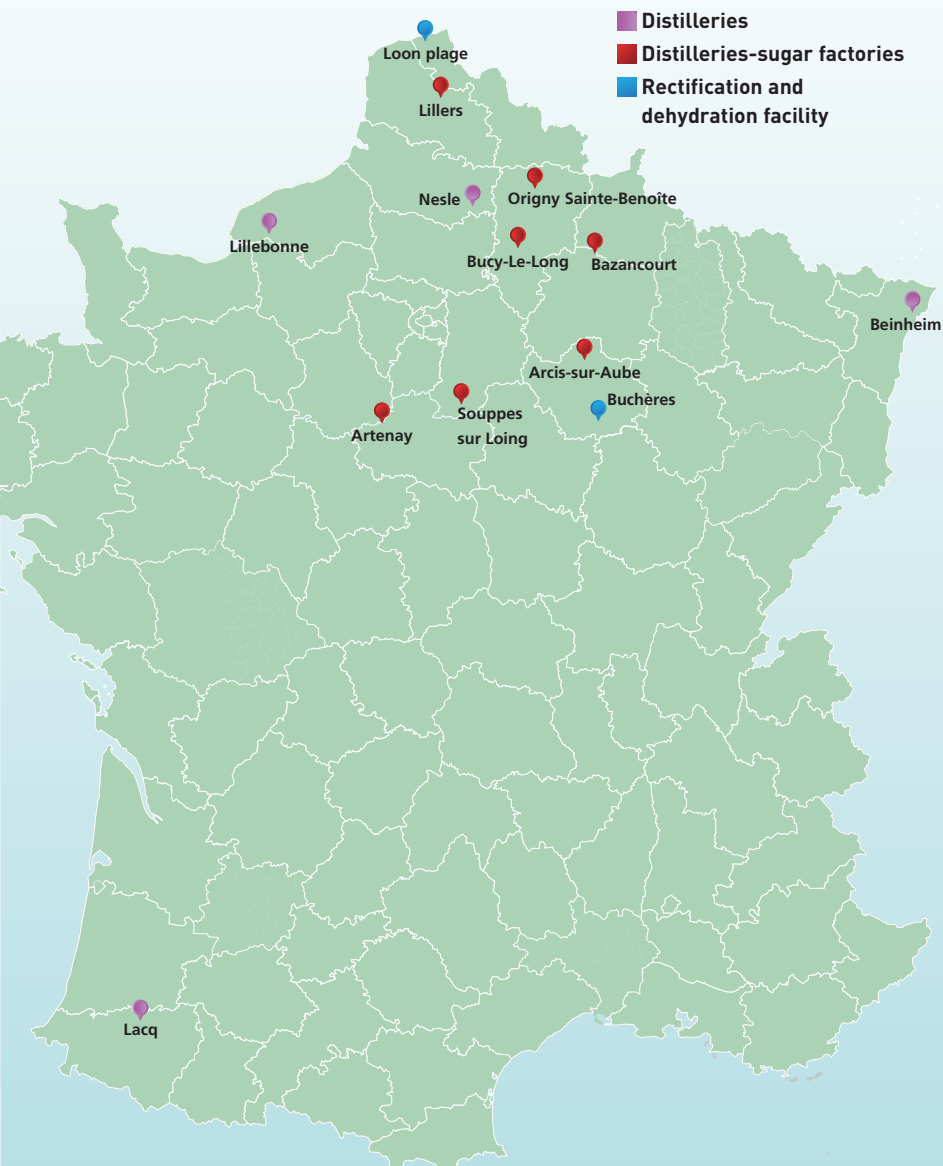 Distilleries
Distilleries-sugar factories
Rectification and
dehydration facility
Loon plage
Lillers
Nesle
Origny Sainte-Benoîte
Lillebonne
Bucy-Le-Long
Bazancourt
Beinheim
Arcis-sur-Aube
Buchères
Souppes
sur Loing
Artenay
Lacq